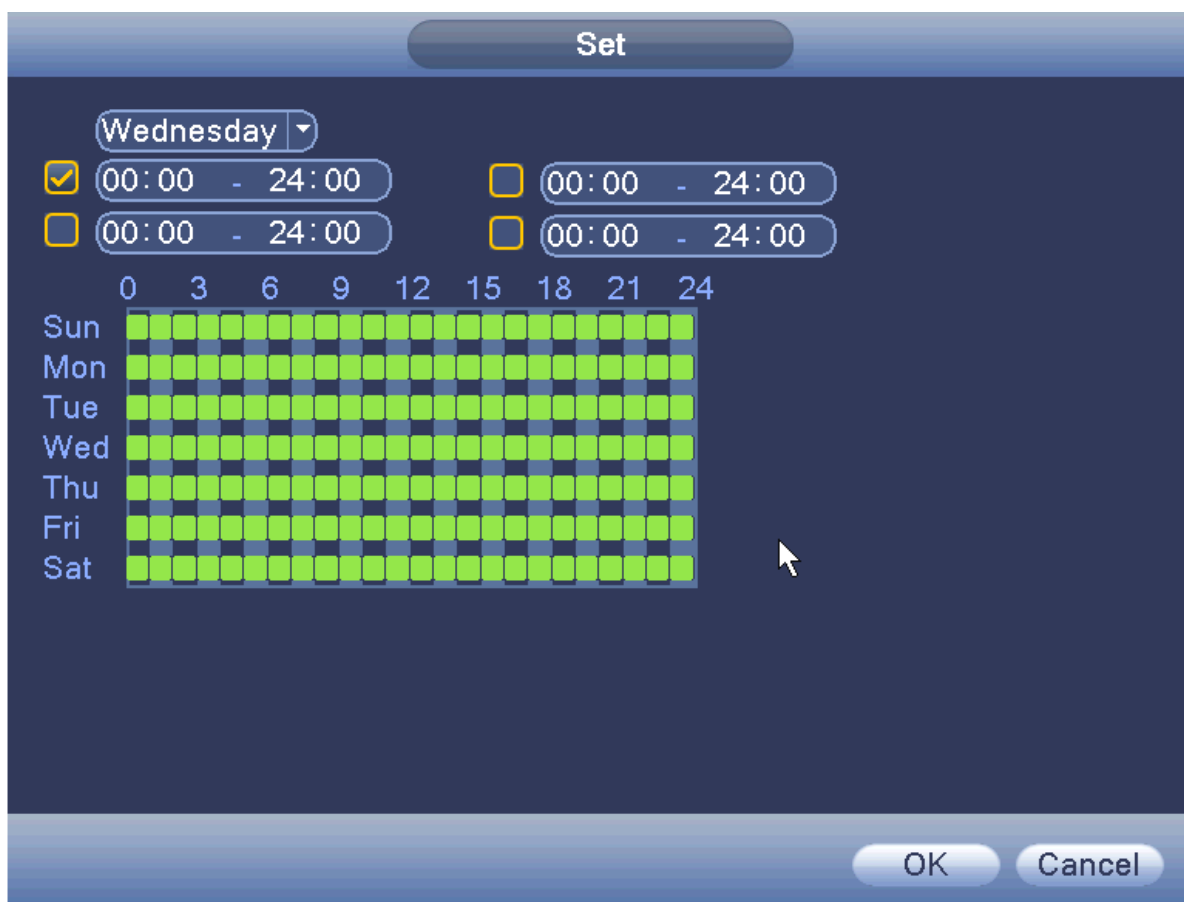 Set
Wednesday
00:00 - 24:00 00:00 - 24:00
00:00 - 24:00 00:00 - 24:00
0 3 6 9 12 15 18 21 24
Sun
Mon
Tue
Wed
Thu
Fri
Sat
OK Cancel